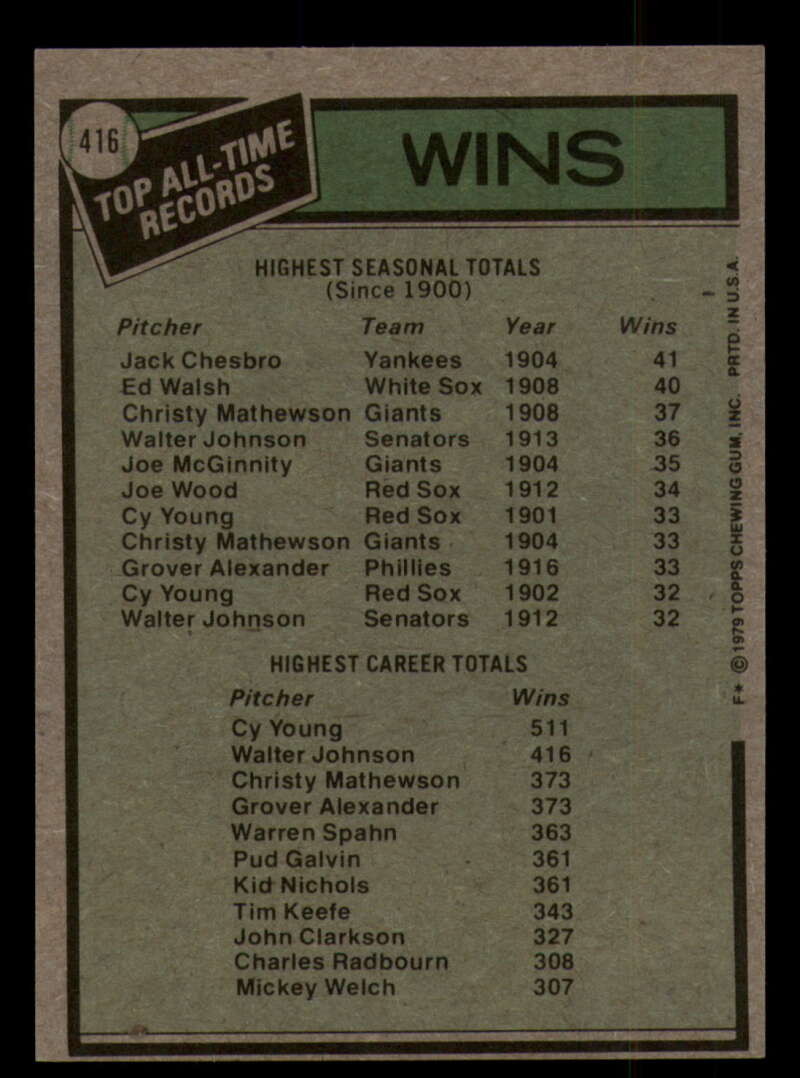 416
TOP ALL-TIME
RECORDS
WINS
HIGHEST SEASONAL TOTALS
(Since 1900)
Pitcher Team Year Wins
Jack Chesbro Yankees 1904 41
Ed Walsh White Sox 1908 40
Christy Mathewson Giants 1908 37
Walter Johnson Senators 1913 36
Joe McGinnity Giants 1904 35
Joe Wood Red Sox 1912 34
Cy Young Red Sox 1901 33
Christy Mathewson Giants 1904 33
Grover Alexander Phillies 1916 33
Cy Young Red Sox 1902 32
Walter Johnson Senators 1912 32
HIGHEST CAREER TOTALS
Pitcher Wins
Cy Young 511
Walter Johnson 416
Christy Mathewson 373
Grover Alexander 373
Warren Spahn 363
Pud Galvin 361
Kid Nichols 361
Tim Keefe 343
John Clarkson 327
Charles Radbourn 308
Mickey Welch 307
F* © 1979 TOPPS CHEWING GUM, INC. PRTD. IN U.S.A.